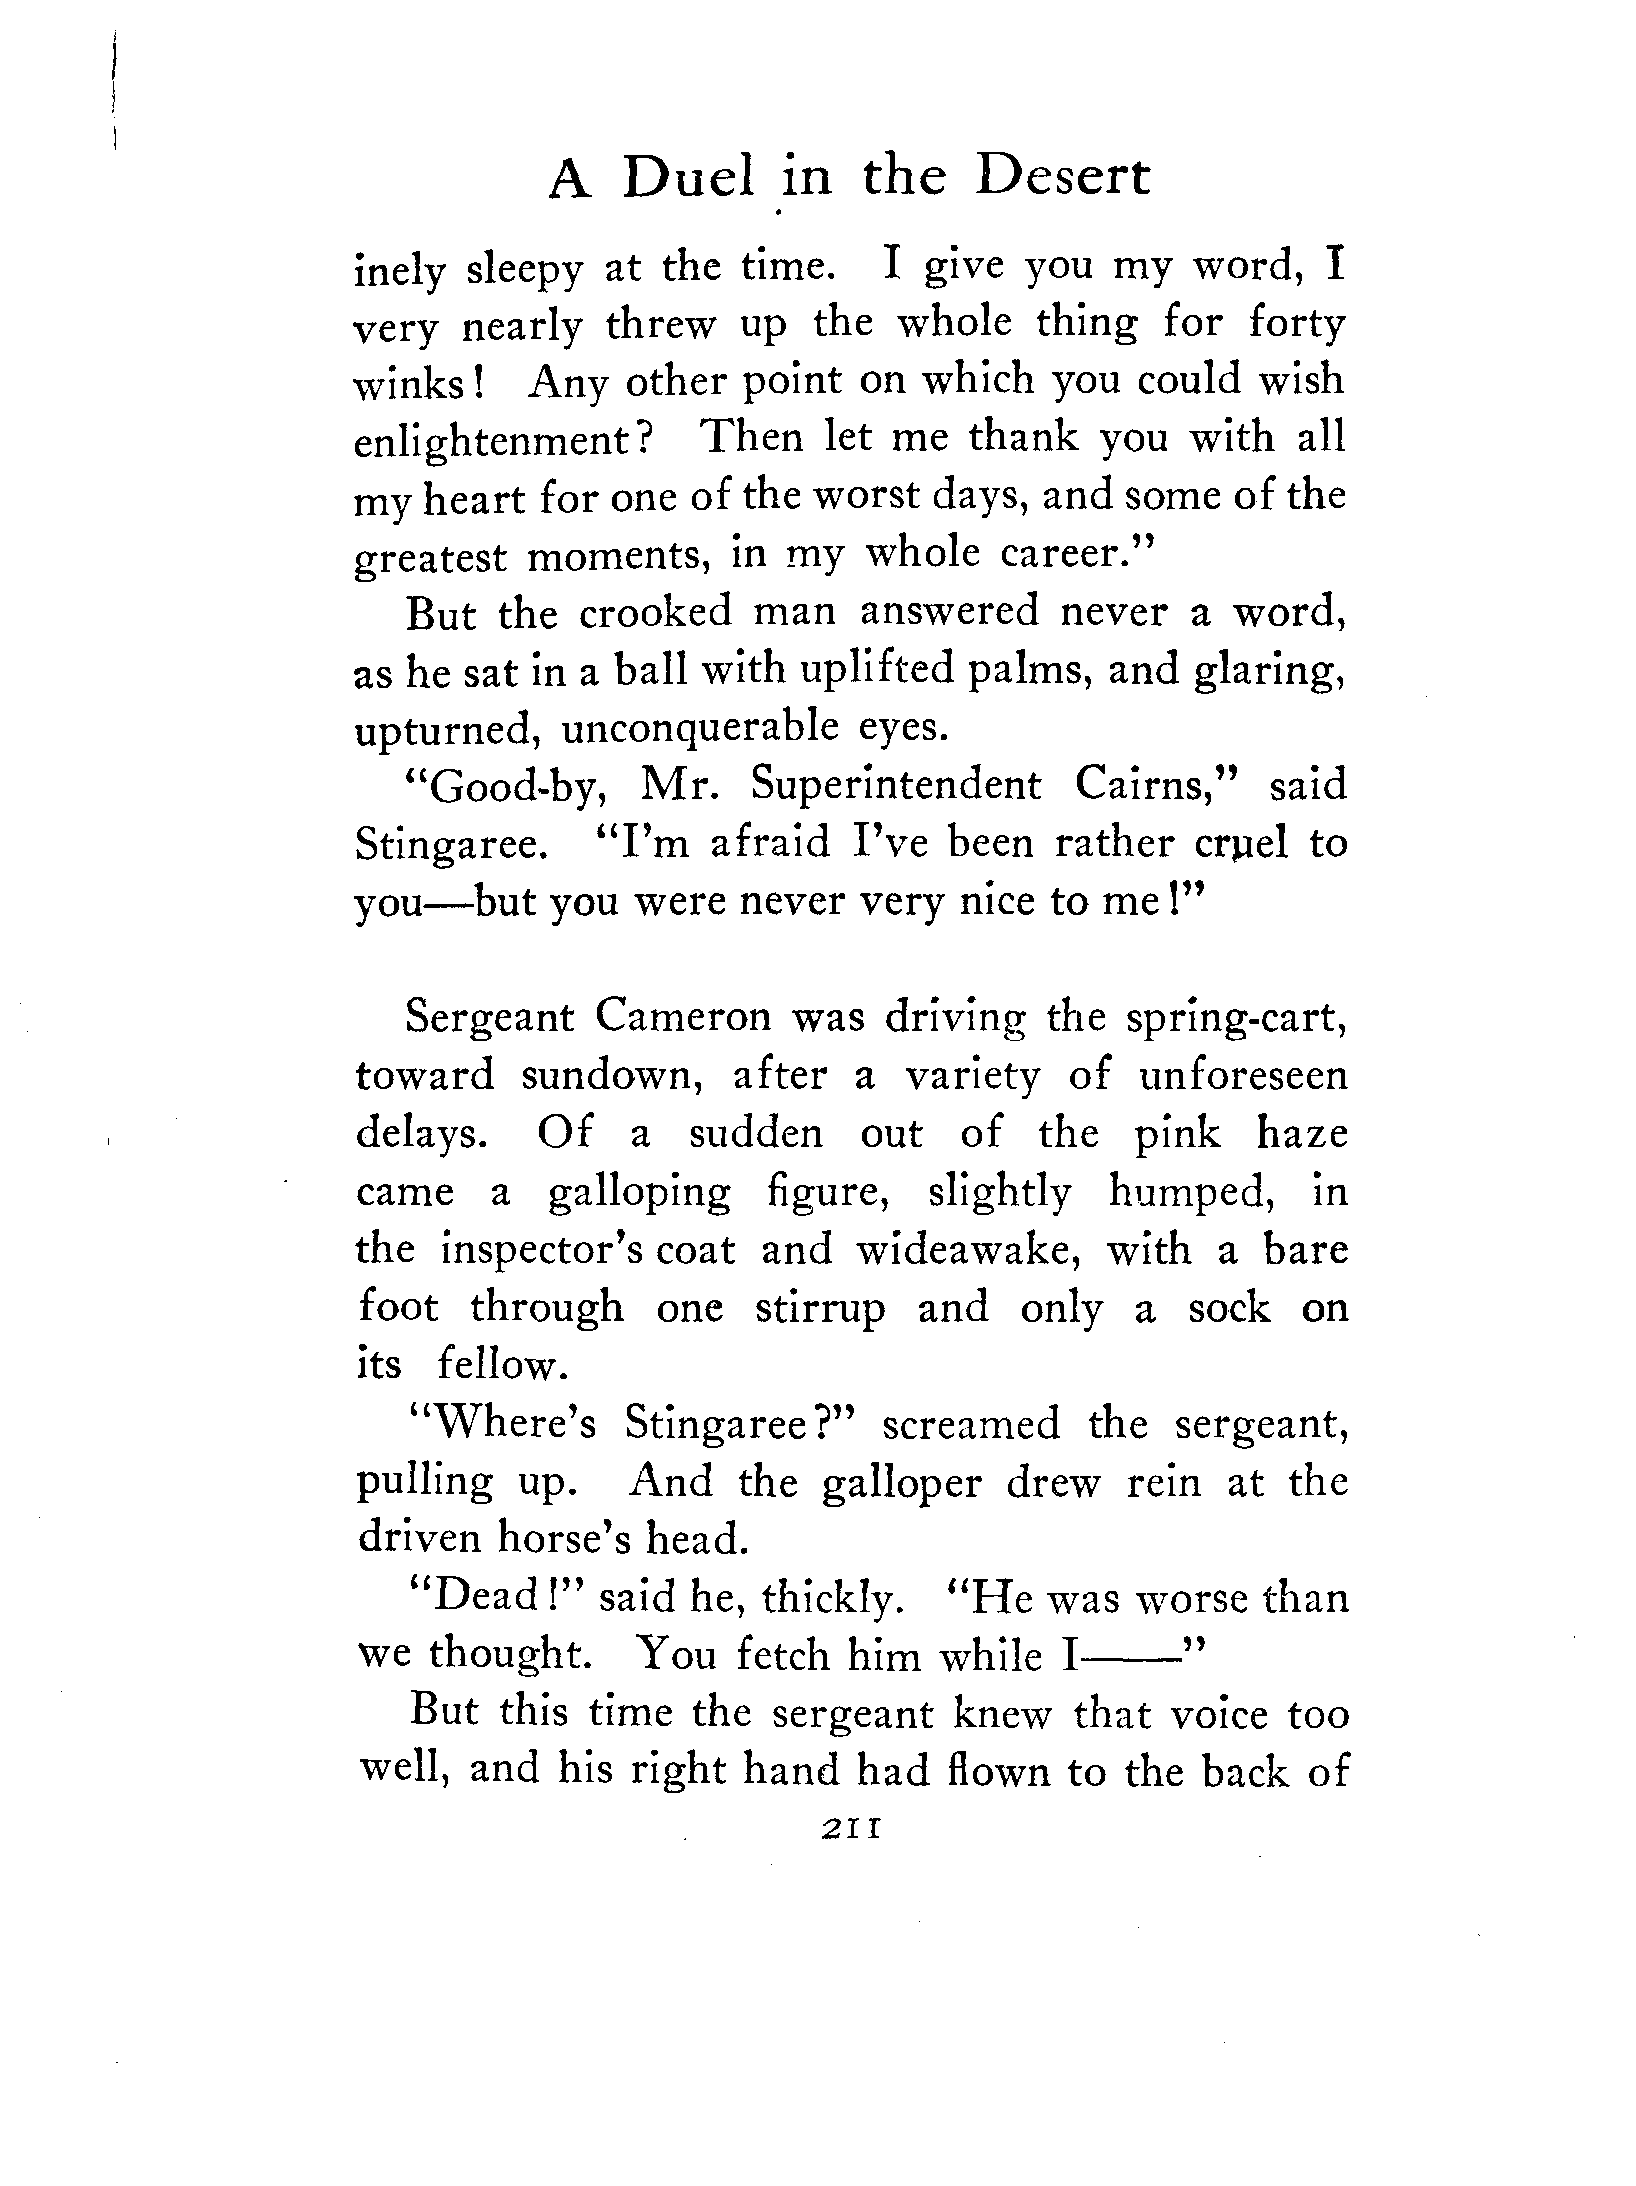 A Duel in the Desert
inely sleepy at the time. I give you my word, I
very nearly threw up the whole thing for forty
winks! Any other point on which you could wish
enlightenment? Then let me thank you with all
my heart for one of the worst days, and some of the
greatest moments, in my whole career.”
But the crooked man answered never a word,
as he sat in a ball with uplifted palms, and glaring,
upturned, unconquerable eyes.
“Good-by, Mr. Superintendent Cairns,” said
Stingaree. “I’m afraid I’ve been rather cruel to
you—but you were never very nice to me!”
Sergeant Cameron was driving the spring-cart,
toward sundown, after a variety of unforeseen
delays. Of a sudden out of the pink haze
came a galloping figure, slightly humped, in
the inspector’s coat and wideawake, with a bare
foot through one stirrup and only a sock on
its fellow.
“Where’s Stingaree?” screamed the sergeant,
pulling up. And the galloper drew rein at the
driven horse’s head.
“Dead!” said he, thickly. “He was worse than
we thought. You fetch him while I——”
But this time the sergeant knew that voice too
well, and his right hand had flown to the back of
211